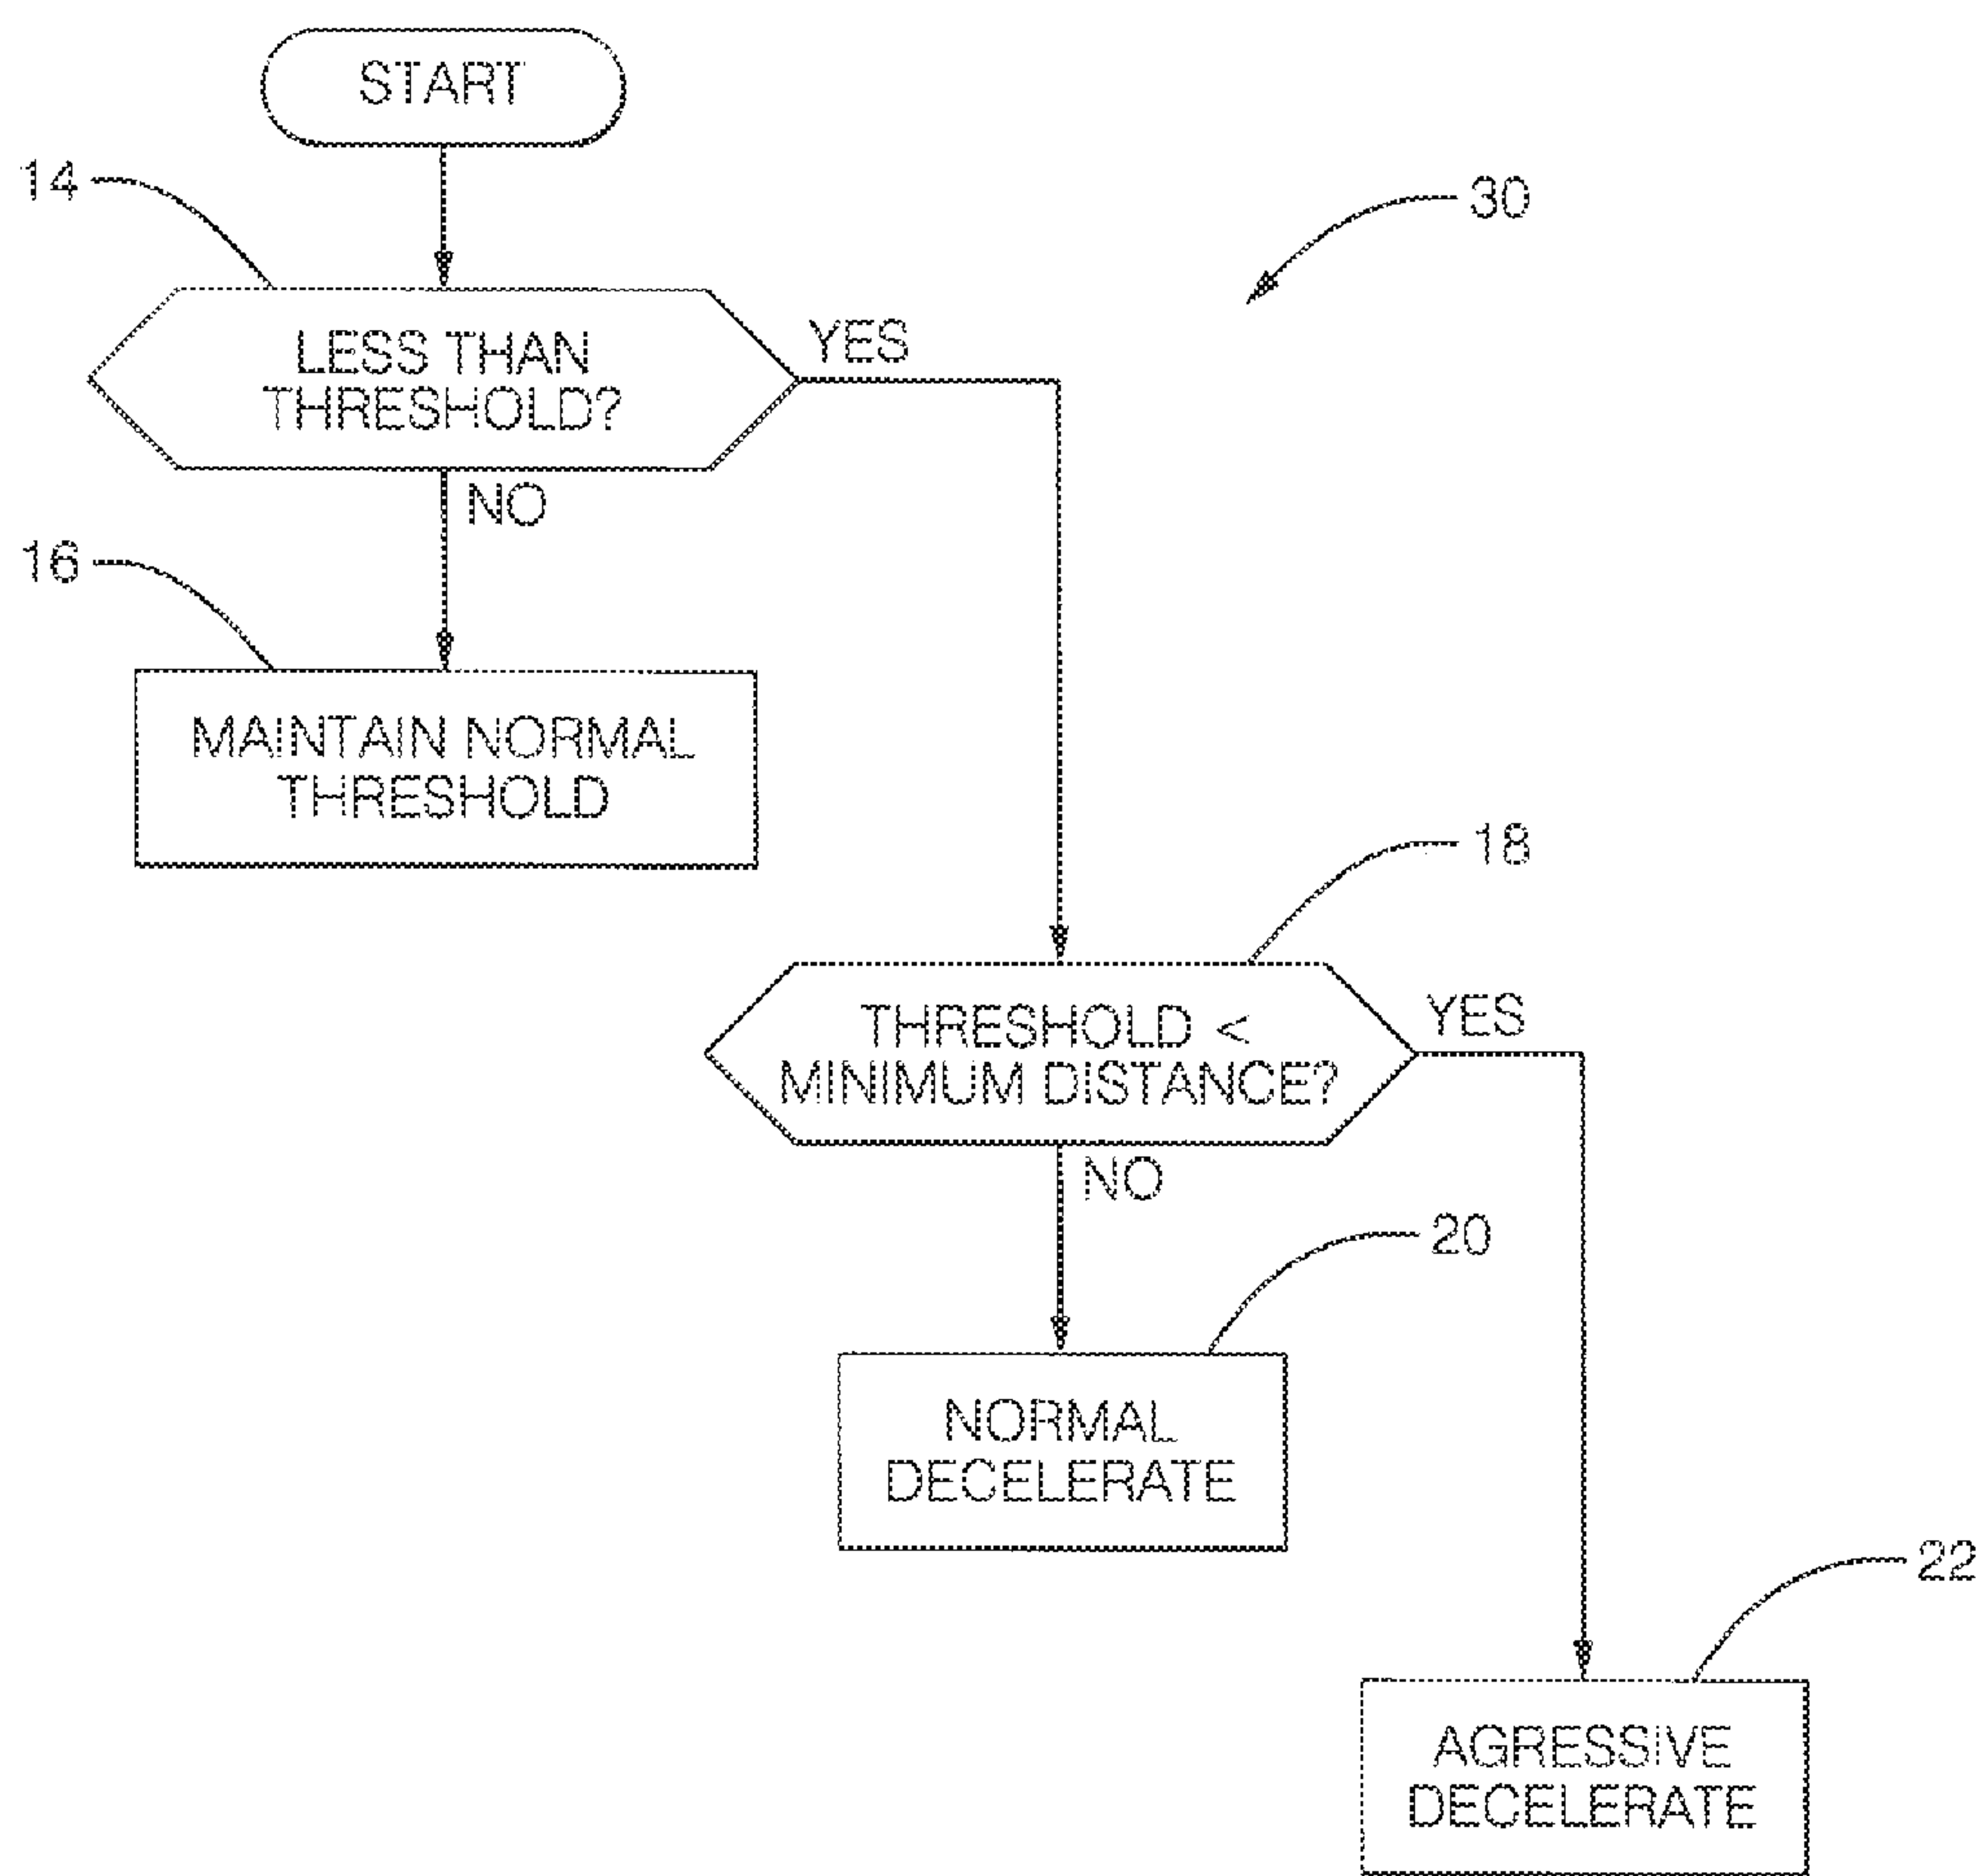 START
14
30
LESS THAN
THRESHOLD?
YES
NO
16
MAINTAIN NORMAL
THRESHOLD
18
THRESHOLD <
MINIMUM DISTANCE?
YES
NO
20
NORMAL
DECELERATE
22
AGRESSIVE
DECELERATE